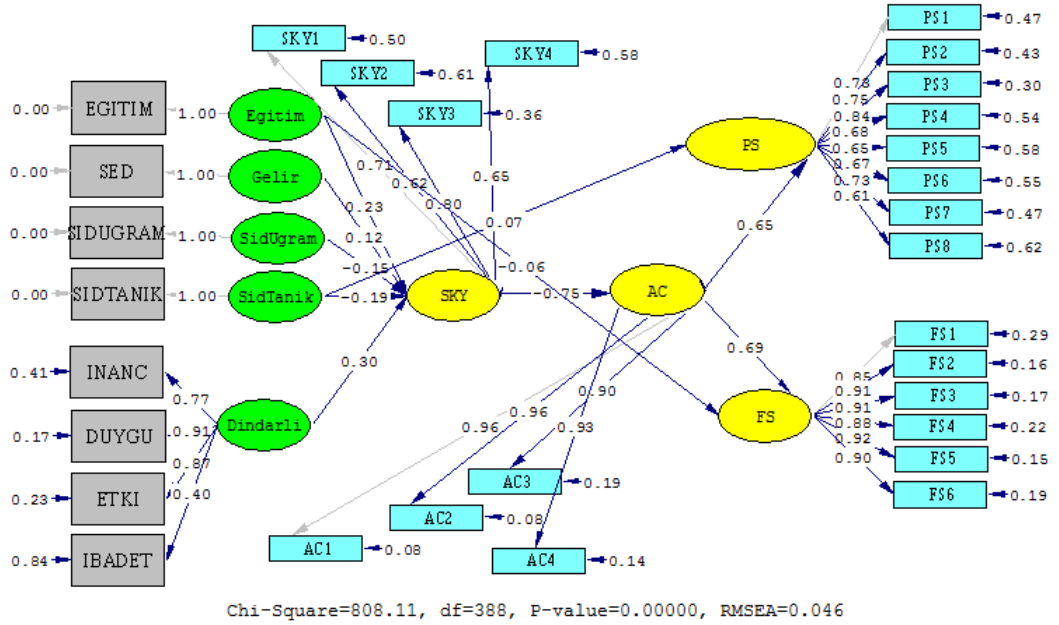 SKY1 0.50
SKY2 0.61
SKY3 0.36
SKY4 0.58
0.00 EGITIM 1.00 Egitim
0.00 SED 1.00 Gelir
0.00 SIDUGRAM 1.00 SidUgram
0.00 SIDTANIK 1.00 SidTanik
0.41 INANC 0.77
0.17 DUYGU 0.91
0.23 ETKI 0.87
0.84 IBADET 0.40
Dindarli
0.71
0.62
0.80
0.65
0.23
0.12
-0.15
-0.19
0.30
0.07
-0.06
SKY
-0.75
AC
0.65
0.69
PS
FS
0.96
0.96
0.90
0.93
AC1 0.08
AC2 0.08
AC3 0.19
AC4 0.14
PS1 0.47
PS2 0.43
PS3 0.30
PS4 0.54
PS5 0.58
PS6 0.55
PS7 0.47
PS8 0.62
0.73
0.75
0.84
0.68
0.65
0.67
0.73
0.61
FS1 0.29
FS2 0.16
FS3 0.17
FS4 0.22
FS5 0.15
FS6 0.19
0.85
0.91
0.91
0.88
0.92
0.90
Chi-Square=808.11, df=388, P-value=0.00000, RMSEA=0.046